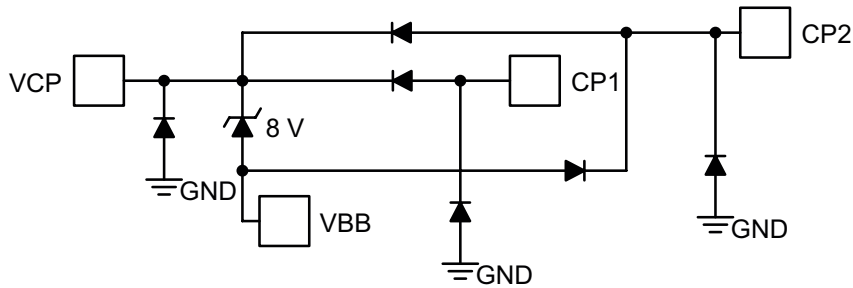 CP2
VCP
CP1
8 V
GND
VBB
GND
GND